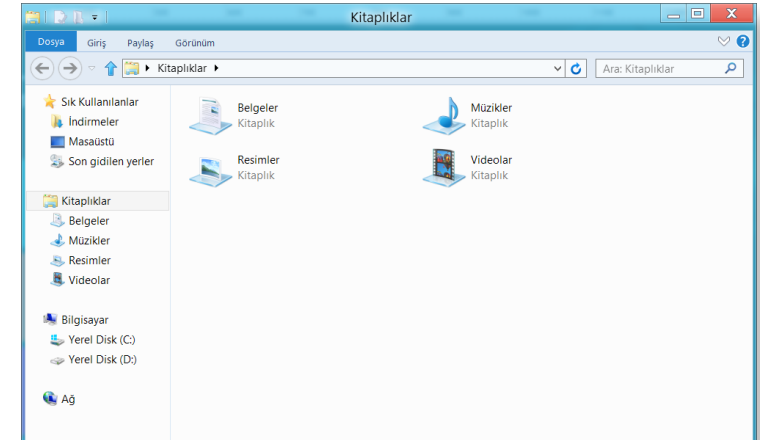 Kitaplıklar
Dosya Giriş Paylaş Görünüm
Kitaplıklar
Ara: Kitaplıklar
Sık Kullanılanlar
İndirmeler
Masaüstü
Son gidilen yerler
Kitaplıklar
Belgeler
Müzikler
Resimler
Videolar
Bilgisayar
Yerel Disk (C:)
Yerel Disk (D:)
Ağ
Belgeler
Kitaplık
Müzikler
Kitaplık
Resimler
Kitaplık
Videolar
Kitaplık